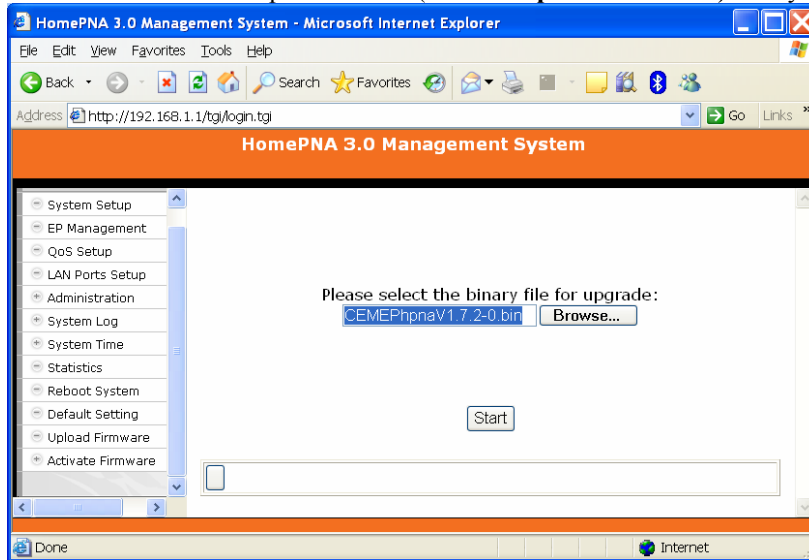 HomePNA 3.0 Management System - Microsoft Internet Explorer
File Edit View Favorites Tools Help
Back Search Favorites
Address http://192.168.1.1/tgi/login.tgi Go Links »
HomePNA 3.0 Management System
System Setup
EP Management
QoS Setup
LAN Ports Setup
Administration
System Log
System Time
Statistics
Reboot System
Default Setting
Upload Firmware
Activate Firmware
Please select the binary file for upgrade:
CEMEPhpnaV1.7.2-0.bin Browse...
Start
Done Internet